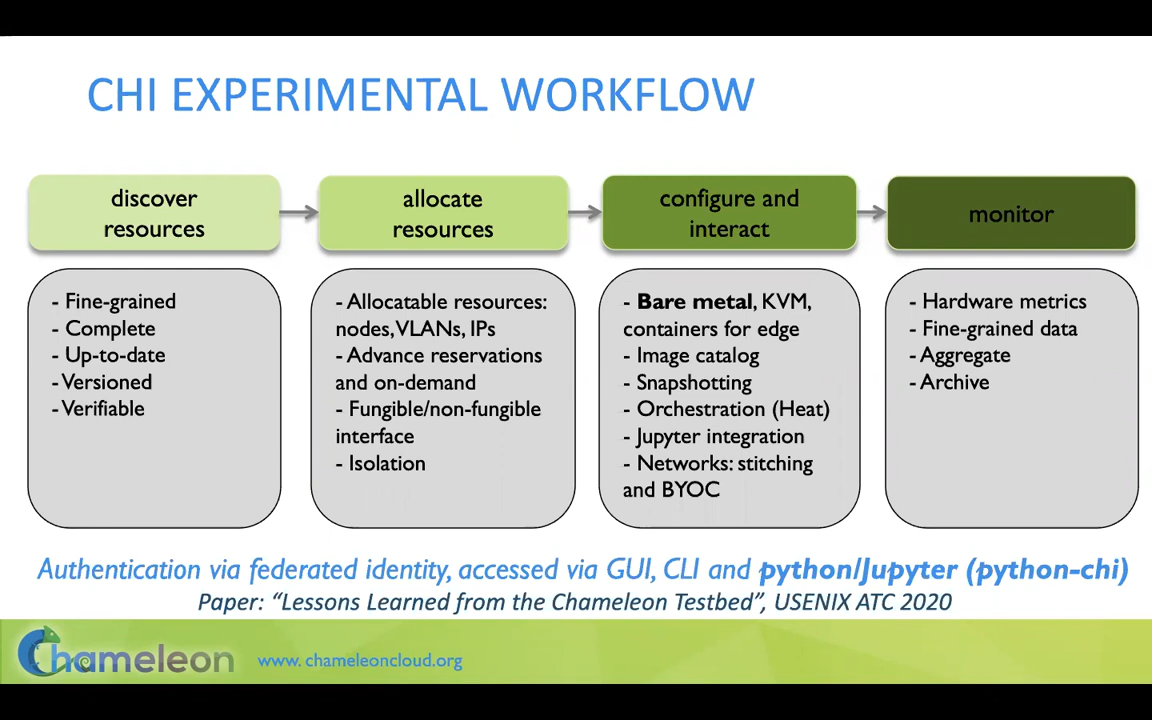 CHI EXPERIMENTAL WORKFLOW
discover
resources
allocate
resources
configure and
interact
monitor
- Fine-grained
- Complete
- Up-to-date
- Versioned
- Verifiable
- Allocatable resources:
nodes, VLANs, IPs
- Advance reservations
and on-demand
- Fungible/non-fungible
interface
- Isolation
- Bare metal, KVM,
containers for edge
- Image catalog
- Snapshotting
- Orchestration (Heat)
- Jupyter integration
- Networks: stitching
and BYOC
- Hardware metrics
- Fine-grained data
- Aggregate
- Archive
Authentication via federated identity, accessed via GUI, CLI and python/Jupyter (python-chi)
Paper: “Lessons Learned from the Chameleon Testbed”, USENIX ATC 2020
Chameleon
www. chameleoncloud.org